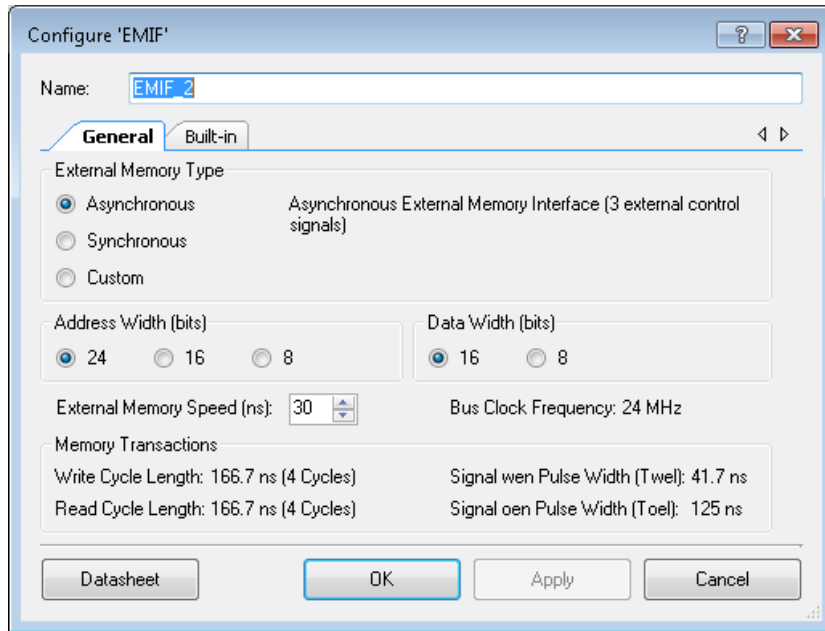 Configure 'EMIF'
Name: EMIF_2
General Built-in
External Memory Type
Asynchronous Asynchronous External Memory Interface (3 external control
signals)
Synchronous
Custom
Address Width (bits) Data Width (bits)
24 16 8 16 8
External Memory Speed (ns): 30 Bus Clock Frequency: 24 MHz
Memory Transactions
Write Cycle Length: 166.7 ns (4 Cycles) Signal wen Pulse Width (Twel): 41.7 ns
Read Cycle Length: 166.7 ns (4 Cycles) Signal oen Pulse Width (Toel): 125 ns
Datasheet OK Apply Cancel